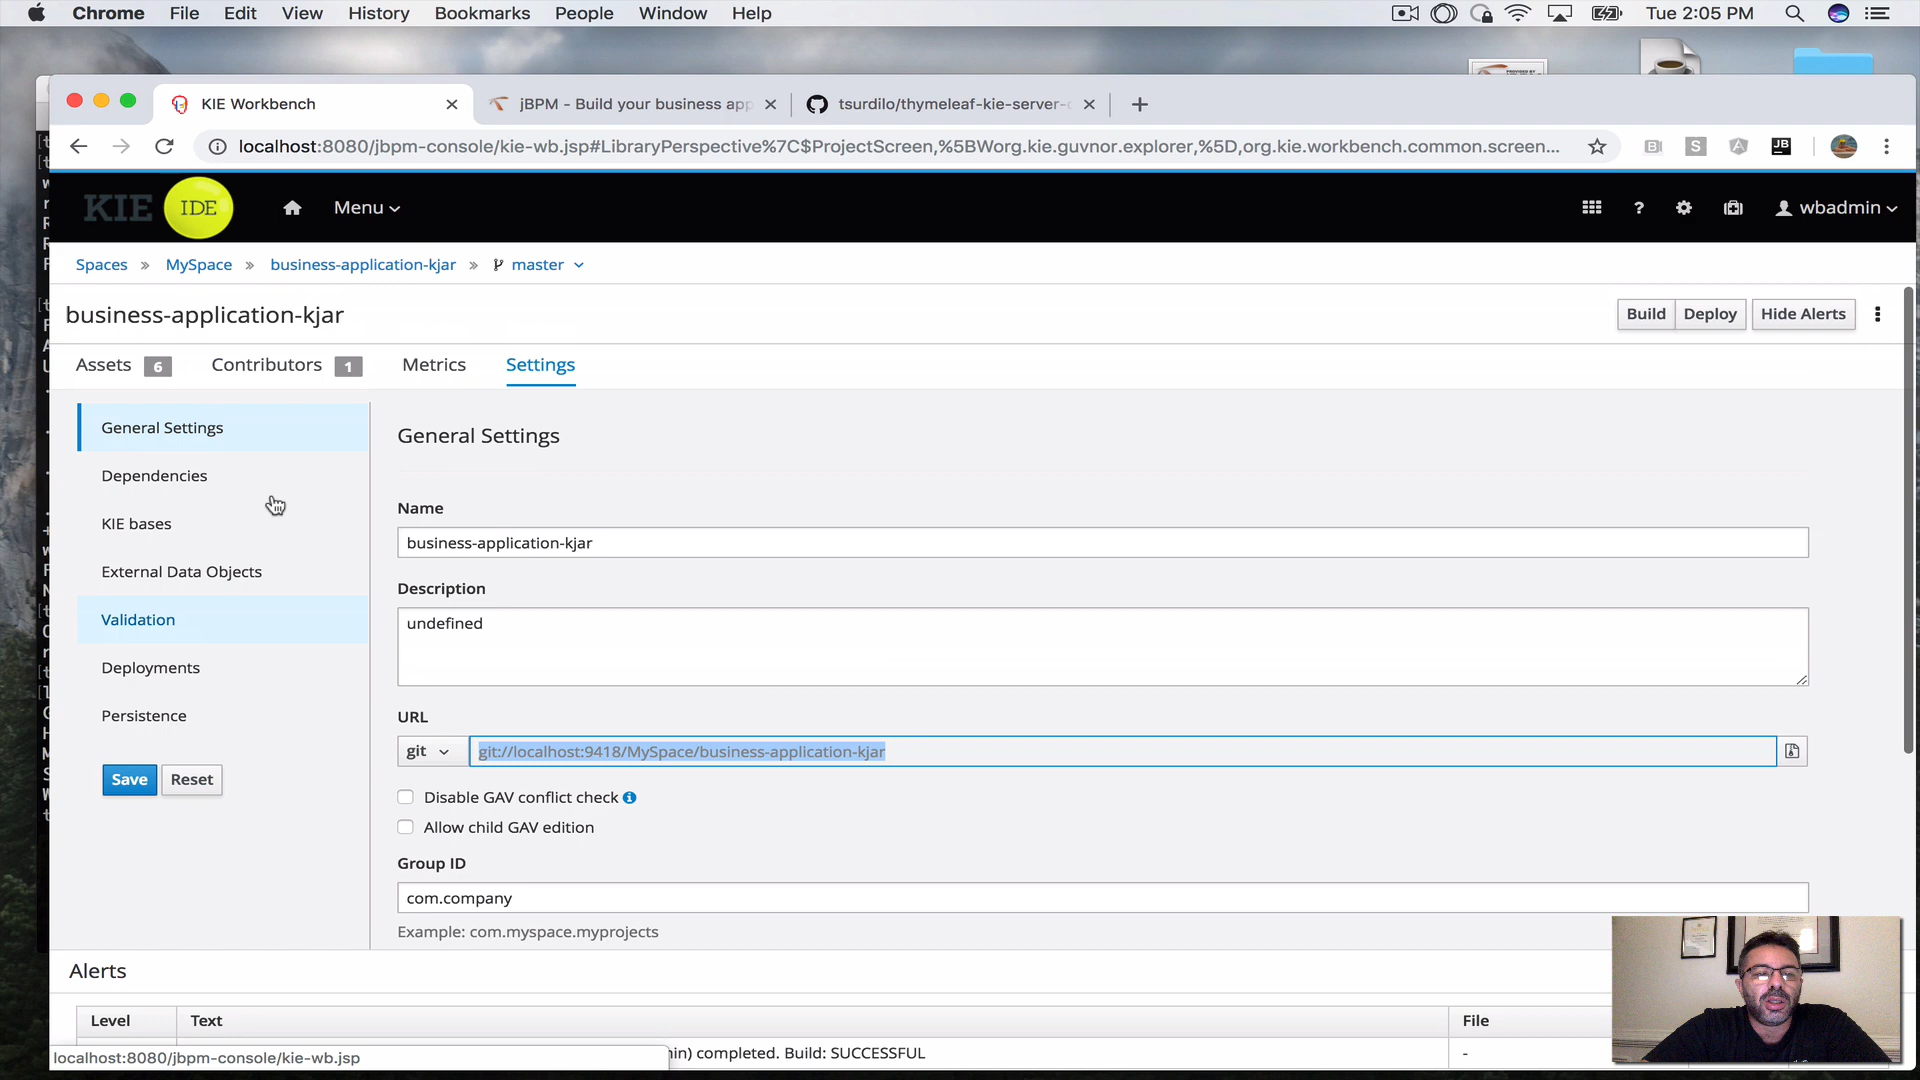 Chrome File Edit View History Bookmarks People Window Help Tue 2:05 PM
KIE Workbench jBPM - Build your business app tsurdilo/thymeleaf-kie-server-
localhost:8080/jbpm-console/kie-wb.jsp#LibraryPerspective%7C$ProjectScreen,%5BWorg.kie.guvnor.explorer,%5D,org.kie.workbench.common.screen...
KIE IDE Menu ? wbadmin
Spaces » MySpace » business-application-kjar » master
business-application-kjar Build Deploy Hide Alerts
Assets 6 Contributors 1 Metrics Settings
General Settings
Dependencies
KIE bases
External Data Objects
Validation
Deployments
Persistence
Save Reset
General Settings
Name
business-application-kjar
Description
undefined
URL
git git://localhost:9418/MySpace/business-application-kjar
Disable GAV conflict check
Allow child GAV edition
Group ID
com.company
Example: com.myspace.myprojects
Alerts
Level Text File
completed. Build: SUCCESSFUL -
localhost:8080/jbpm-console/kie-wb.jsp